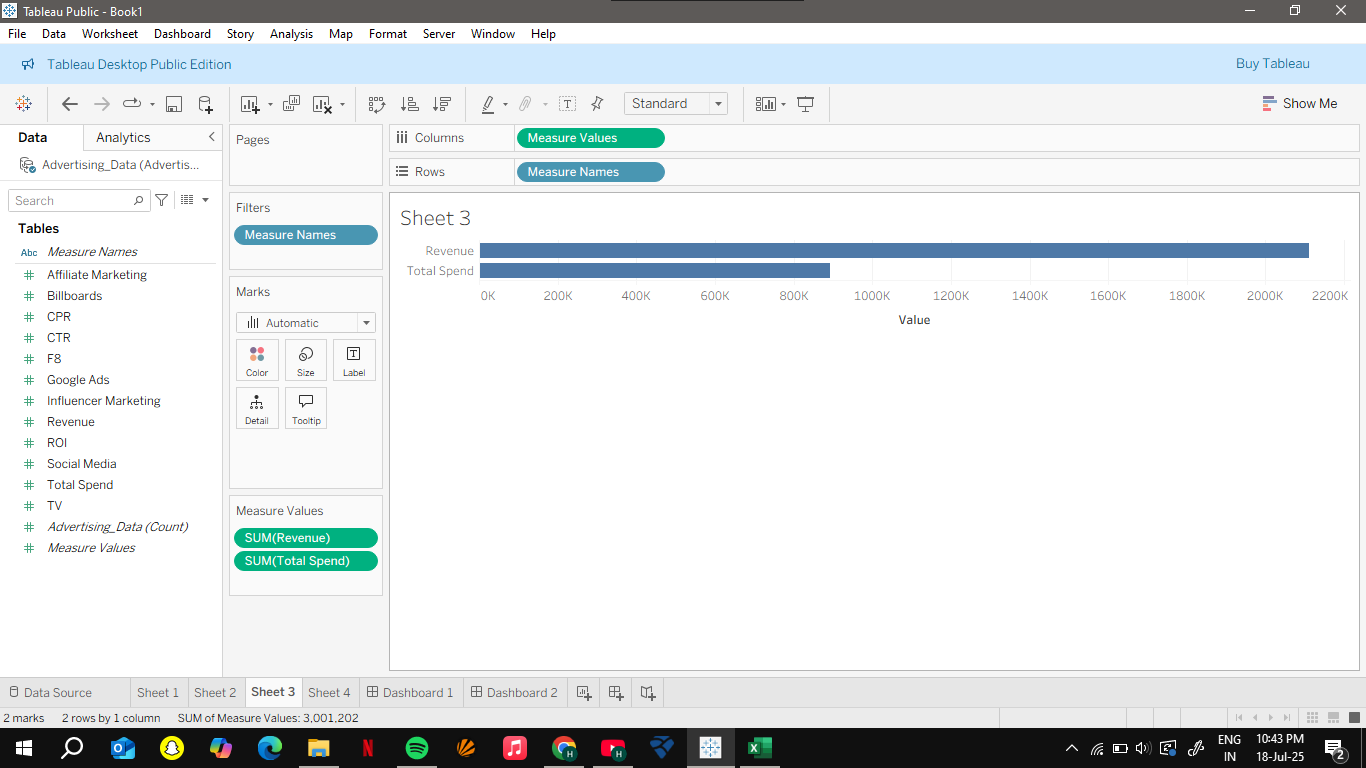 Tableau Public - Book1
File Data Worksheet Dashboard Story Analysis Map Format Server Window Help
Tableau Desktop Public Edition
Buy Tableau
Standard
Show Me
Data Analytics
Advertising_Data (Advertis...
Search
Tables
Abc Measure Names
Affiliate Marketing
Billboards
CPR
CTR
F8
Google Ads
Influencer Marketing
Revenue
ROI
Social Media
Total Spend
TV
Advertising_Data (Count)
Measure Values
Pages
Filters
Measure Names
Marks
Automatic
Color Size Label
Detail Tooltip
Measure Values
SUM(Revenue)
SUM(Total Spend)
Columns Measure Values
Rows Measure Names
Sheet 3
Revenue
Total Spend
0K 200K 400K 600K 800K 1000K 1200K 1400K 1600K 1800K 2000K 2200K
Value
Data Source Sheet 1 Sheet 2 Sheet 3 Sheet 4 Dashboard 1 Dashboard 2
2 marks 2 rows by 1 column SUM of Measure Values: 3,001,202
ENG
IN
10:43 PM
18-Jul-25
2